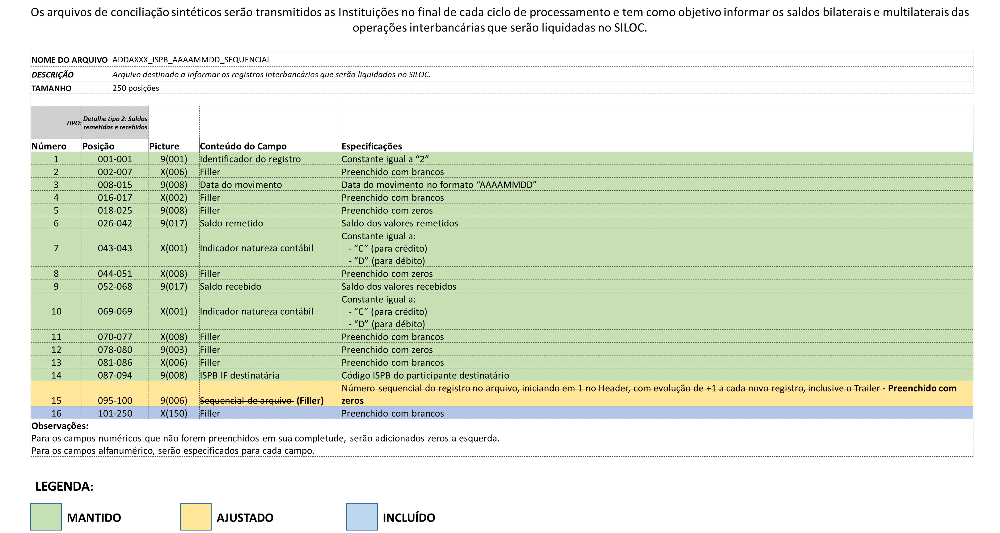 Os arquivos de conciliação sintéticos serão transmitidos as Instituições no final de cada ciclo de processamento e tem como objetivo informar os saldos bilaterais e multilaterais das
operações interbancárias que serão liquidadas no SILOC.
NOME DO ARQUIVO ADDAXXX_ISPB_AAAAMMDD_SEQUENCIAL
DESCRIÇÃO Arquivo destinado a informar os registros interbancários que serão liquidados no SILOC.
TAMANHO 250 posições
TIPO: Detalhe tipo 2: Saldos
remetidos e recebidos
Número Posição Picture Conteúdo do Campo Especificações
1 001-001 9(001) Identificador do registro Constante igual a “2”
2 002-007 X(006) Filler Preenchido com brancos
3 008-015 9(008) Data do movimento Data do movimento no formato “AAAAMMDD”
4 016-017 X(002) Filler Preenchido com brancos
5 018-025 9(008) Filler Preenchido com zeros
6 026-042 9(017) Saldo remetido Saldo dos valores remetidos
Constante igual a:
7 043-043 X(001) Indicador natureza contábil - “C” (para crédito)
- “D” (para débito)
8 044-051 X(008) Filler Preenchido com zeros
9 052-068 9(017) Saldo recebido Saldo dos valores recebidos
Constante igual a:
10 069-069 X(001) Indicador natureza contábil - “C” (para crédito)
- “D” (para débito)
11 070-077 X(008) Filler Preenchido com brancos
12 078-080 9(003) Filler Preenchido com zeros
13 081-086 X(006) Filler Preenchido com brancos
14 087-094 9(008) ISPB IF destinatária Código ISPB do participante destinatário
Número sequencial do registro no arquivo, iniciando em 1 no Header, com evolução de +1 a cada novo registro, inclusive o Trailer - Preenchido com
15 095-100 9(006) Sequencial de arquivo (Filler) zeros
16 101-250 X(150) Filler Preenchido com brancos
Observações:
Para os campos numéricos que não forem preenchidos em sua completude, serão adicionados zeros a esquerda.
Para os campos alfanumérico, serão especificados para cada campo.
LEGENDA:
MANTIDO AJUSTADO INCLUÍDO